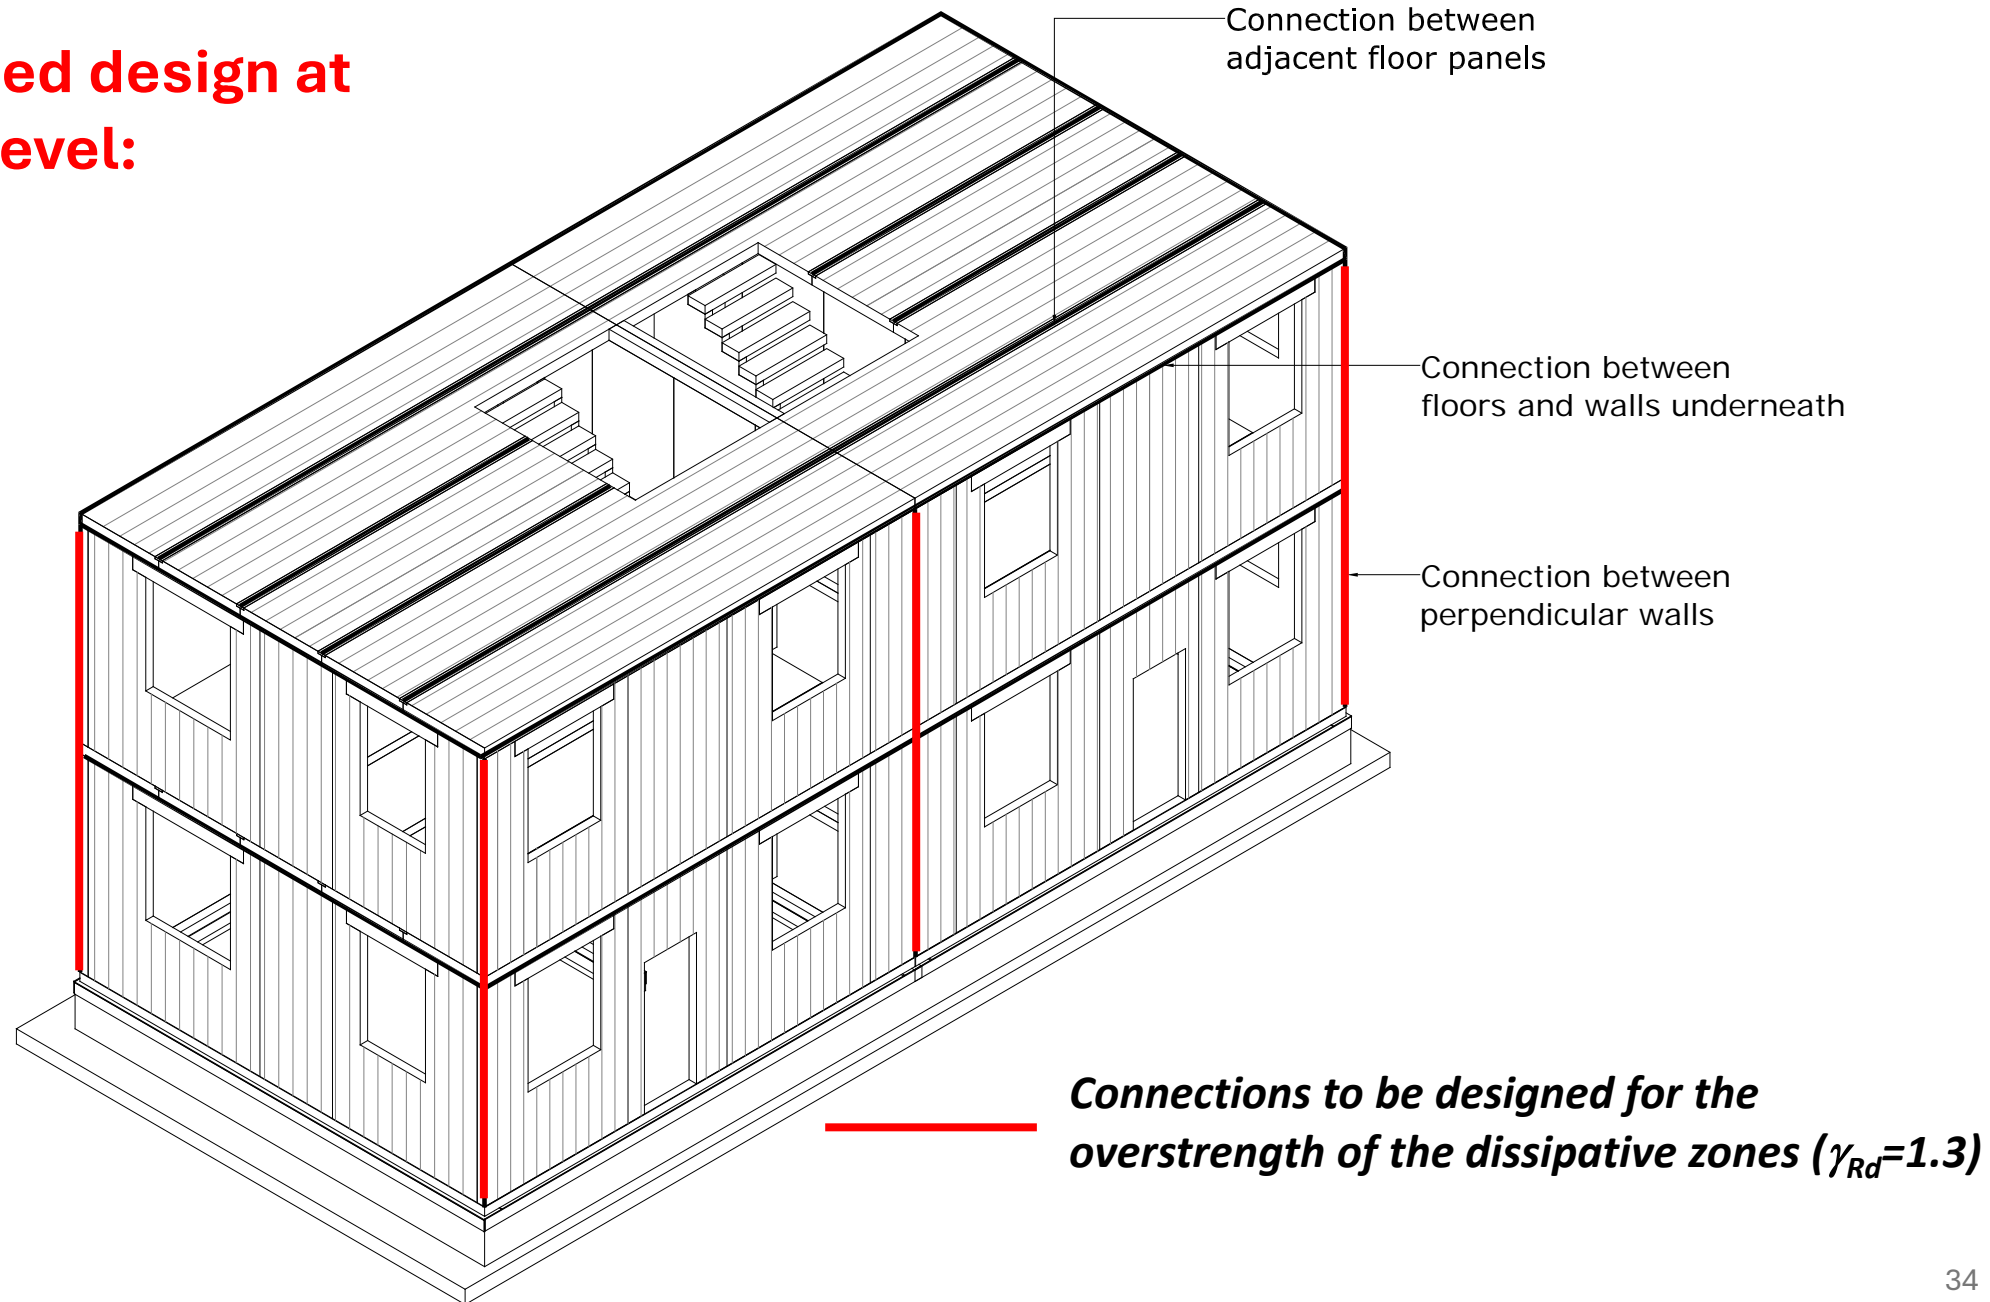 ed design at
evel:
Connection between
adjacent floor panels
Connection between
floors and walls underneath
Connection between
perpendicular walls
Connections to be designed for the
overstrength of the dissipative zones (γRd=1.3)
34